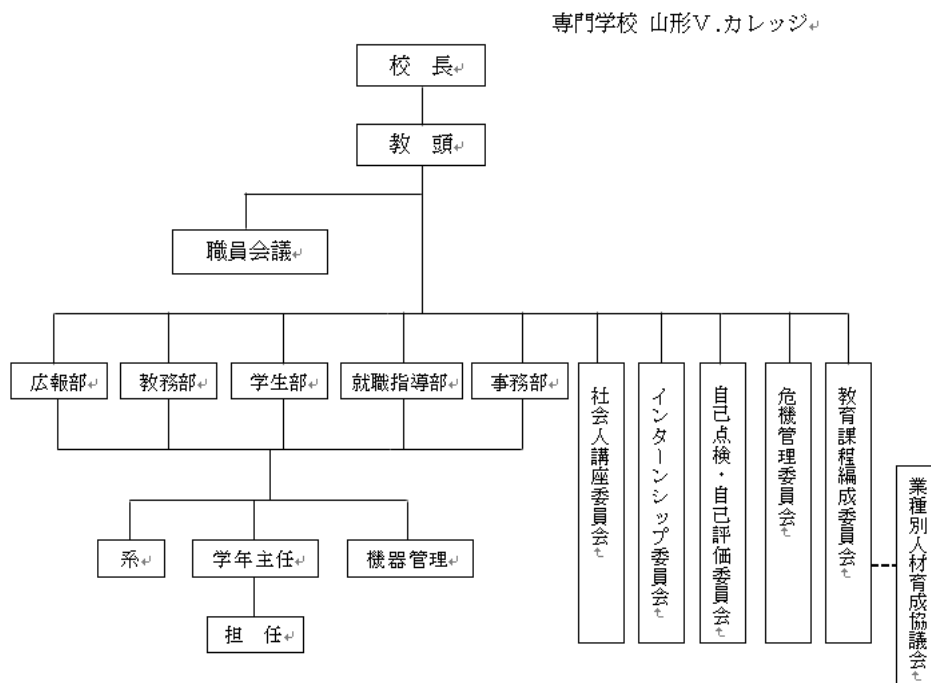 専門学校 山形Ｖ.カレッジ
校　長
教　頭
職員会議
広報部
教務部
学生部
就職指導部
事務部
社会人講座委員会
インターンシップ委員会
自己点検・自己評価委員会
危機管理委員会
教育課程編成委員会
業種別人材育成協議会
系
学年主任
機器管理
担　任